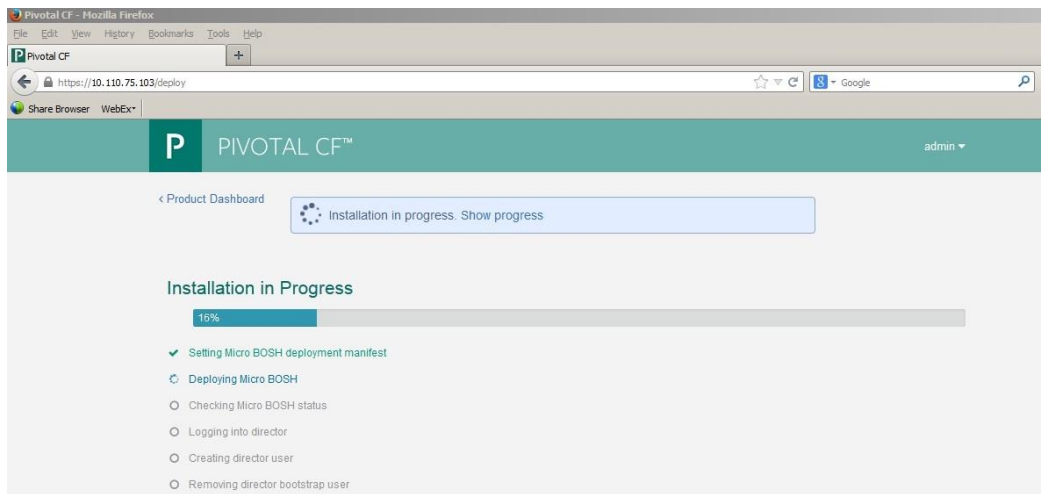 Pivotal CF - Mozilla Firefox
File Edit View History Bookmarks Tools Help
P Pivotal CF +
https://10.110.75.103/deploy 8 Google
Share Browser WebEx
P PIVOTAL CF™ admin
< Product Dashboard
Installation in progress. Show progress
Installation in Progress
16%
Setting Micro BOSH deployment manifest
Deploying Micro BOSH
Checking Micro BOSH status
Logging into director
Creating director user
Removing director bootstrap user